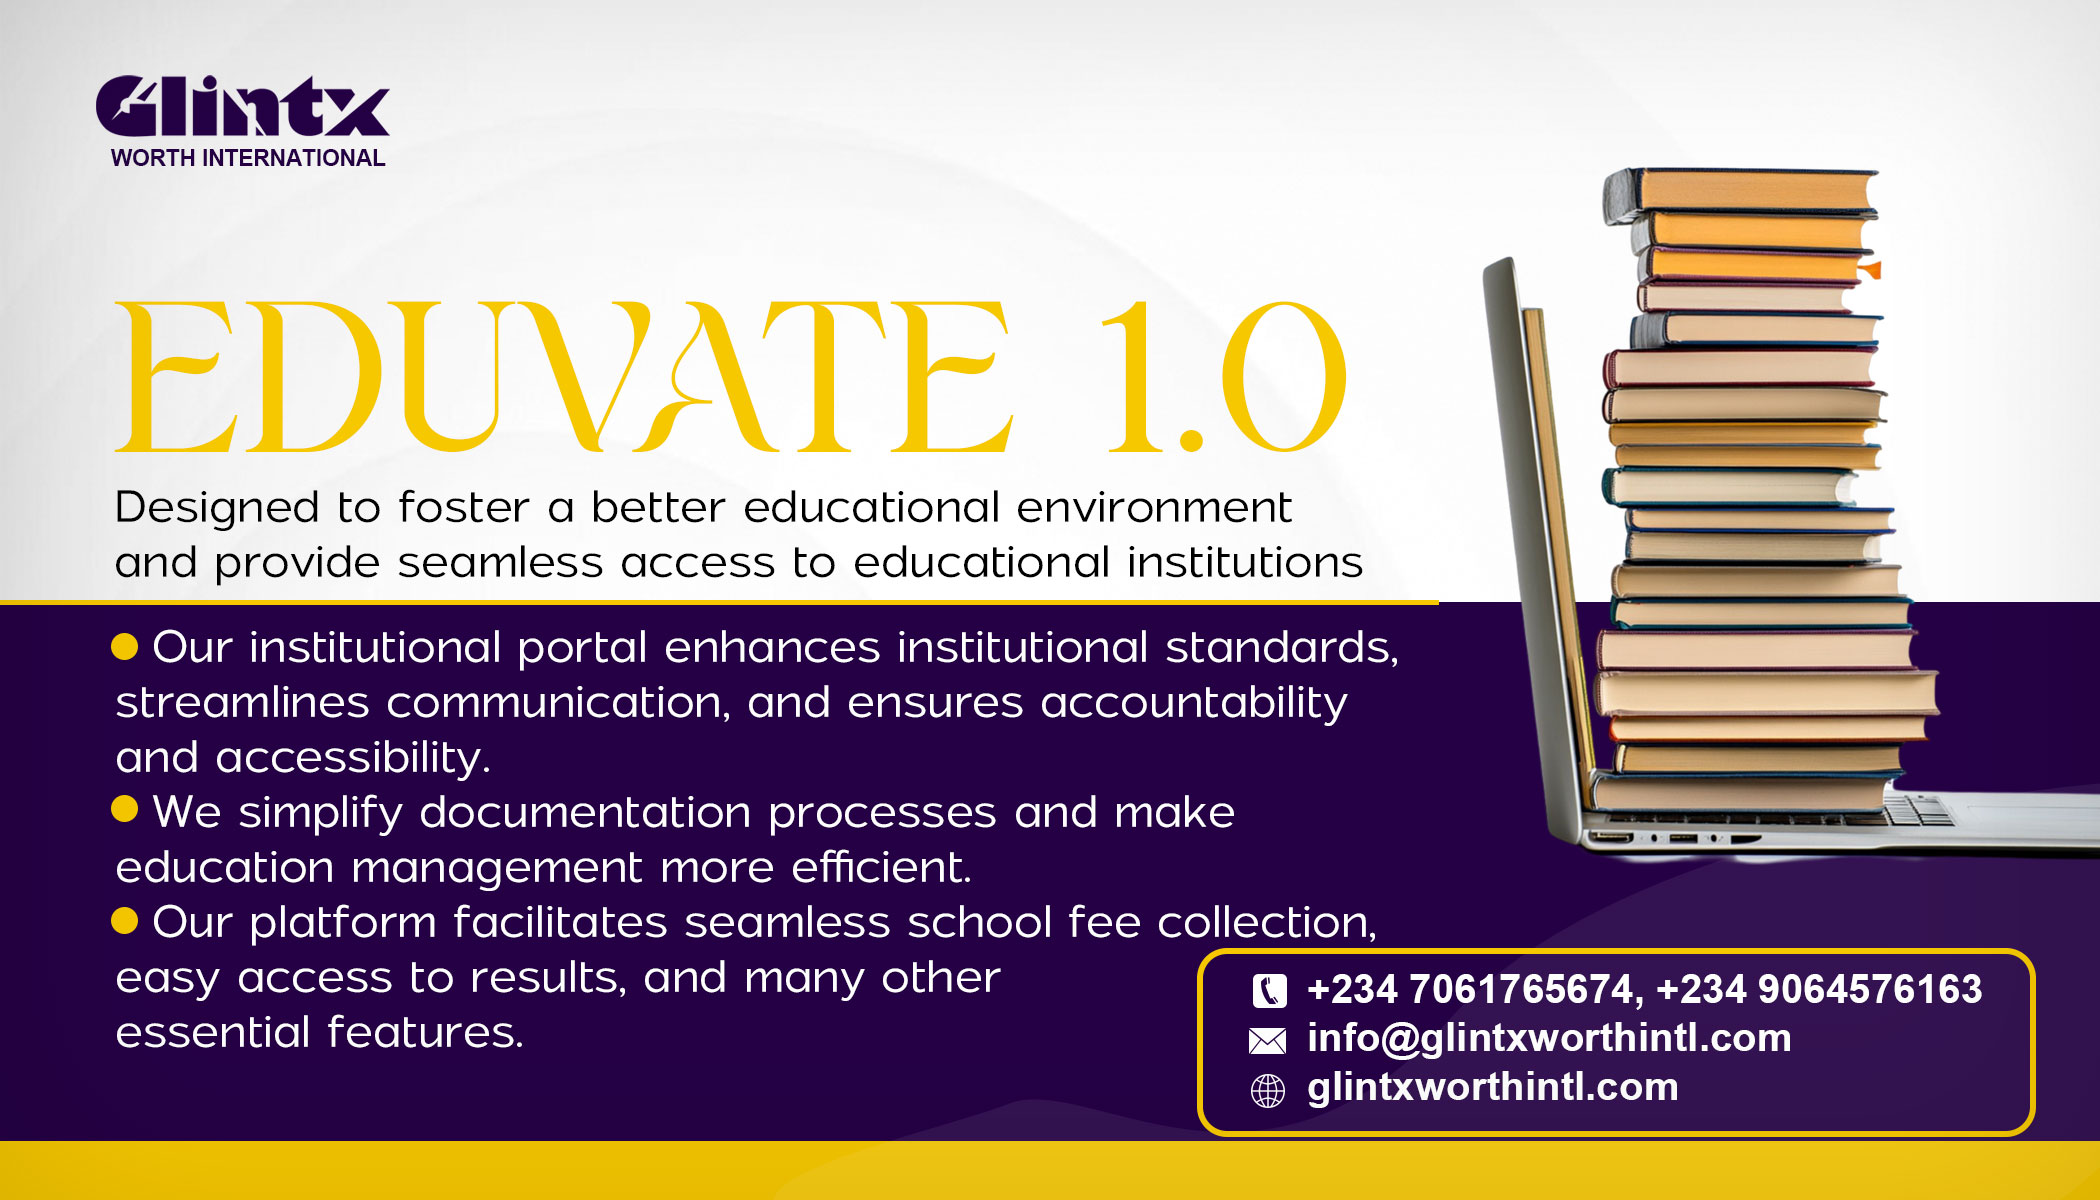 Glintx
WORTH INTERNATIONAL
EDUVATE 1.0
Designed to foster a better educational environment
and provide seamless access to educational institutions
Our institutional portal enhances institutional standards,
streamlines communication, and ensures accountability
and accessibility.
We simplify documentation processes and make
education management more efficient.
Our platform facilitates seamless school fee collection,
easy access to results, and many other
essential features.
+234 7061765674, +234 9064576163
info@glintxworthintl.com
glintxworthintl.com